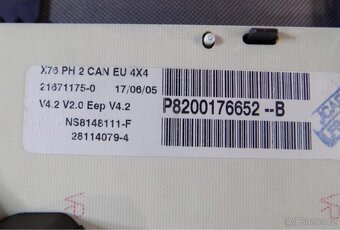 X76 PH 2 CAN EU 4X4
21671175-0 17/06/05
V4.2 V2.0 Eep V4.2
P8200176652--B
NS8148111-F
28114079-4